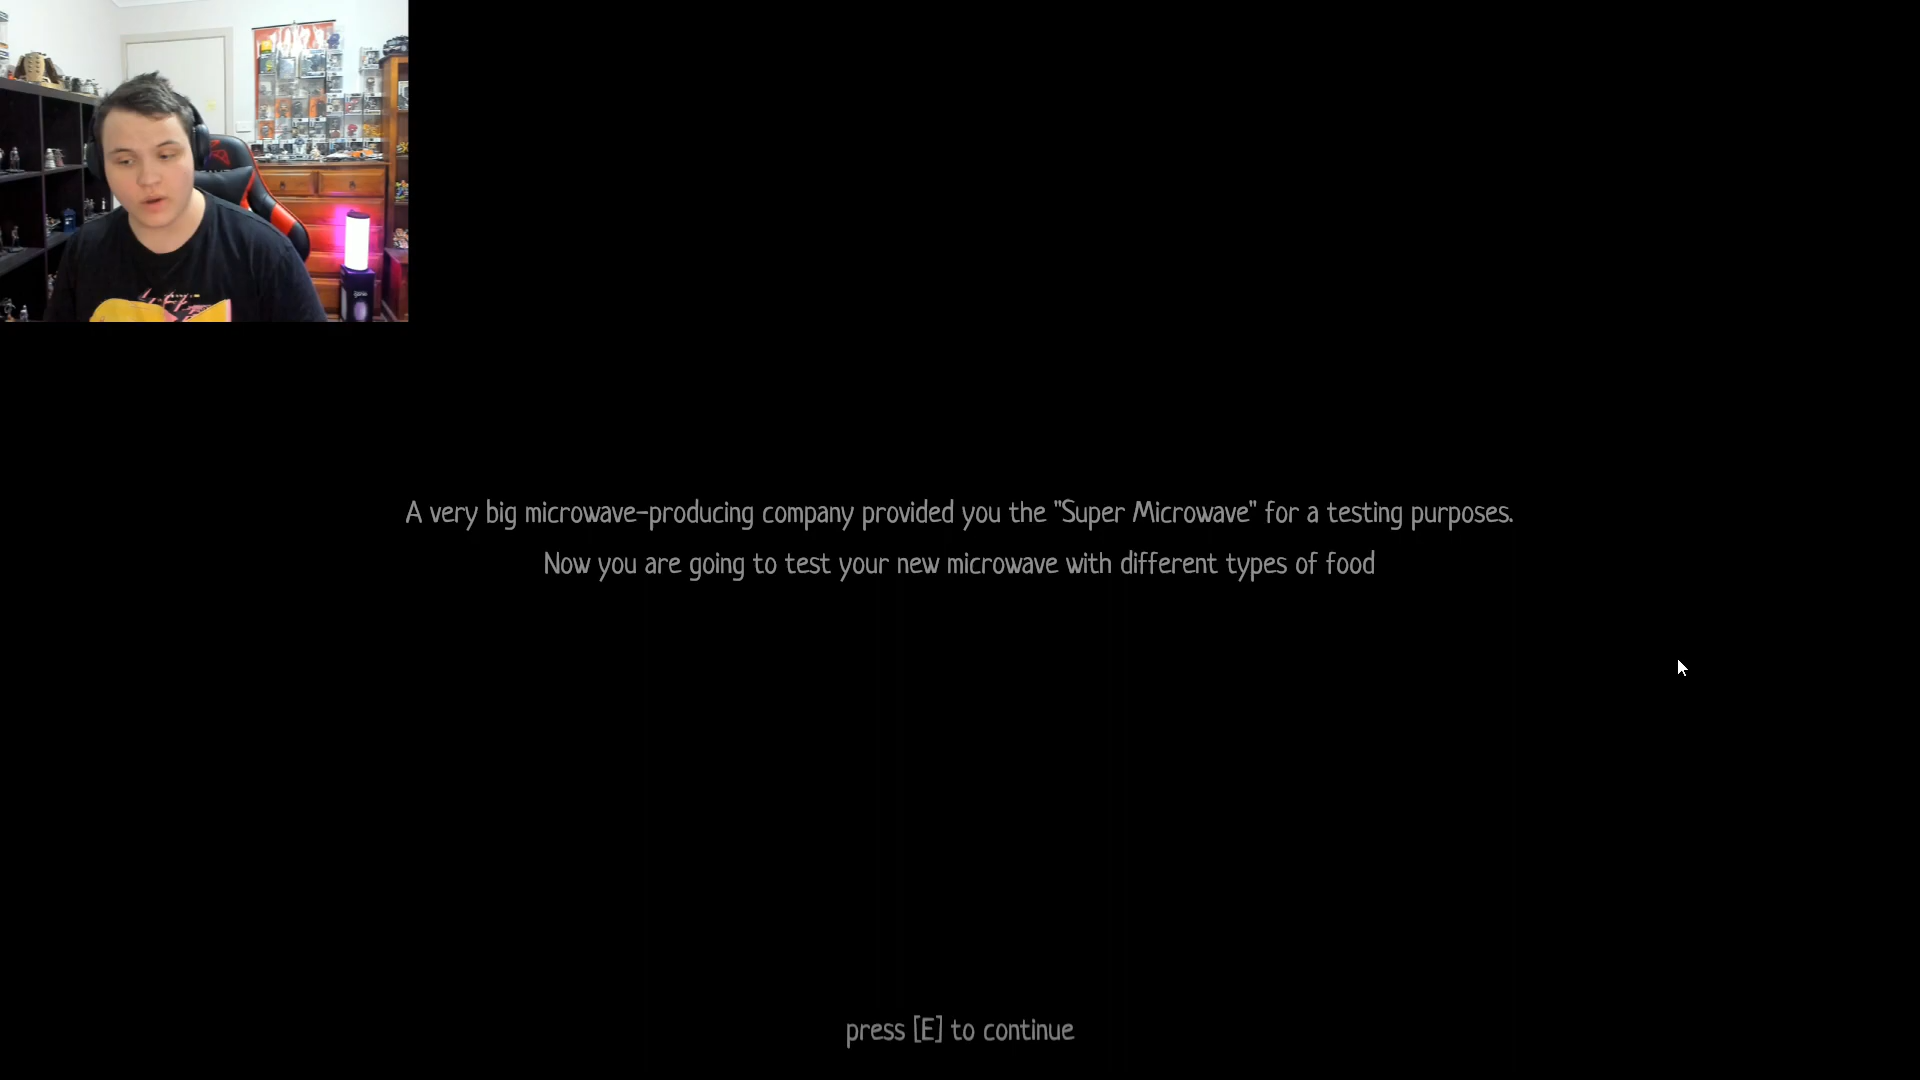 A very big microwave-producing company provided you the "Super Microwave" for a testing purposes.
Now you are going to test your new microwave with different types of food
press [E] to continue